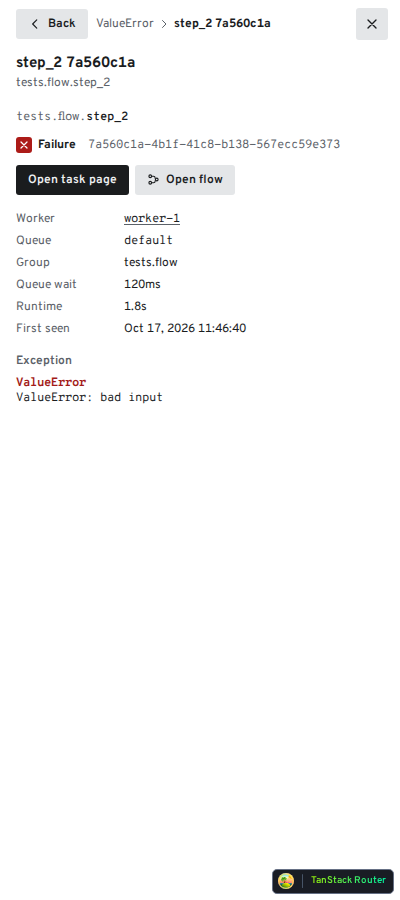 Back ValueError > step_2 7a560c1a
step_2 7a560c1a
tests.flow.step_2
tests.flow.step_2
Failure 7a560c1a-4b1f-41c8-b138-567ecc59e373
Open task page Open flow
Worker worker-1
Queue default
Group tests.flow
Queue wait 120ms
Runtime 1.8s
First seen Oct 17, 2026 11:46:40
Exception
ValueError
ValueError: bad input
TanStack Router